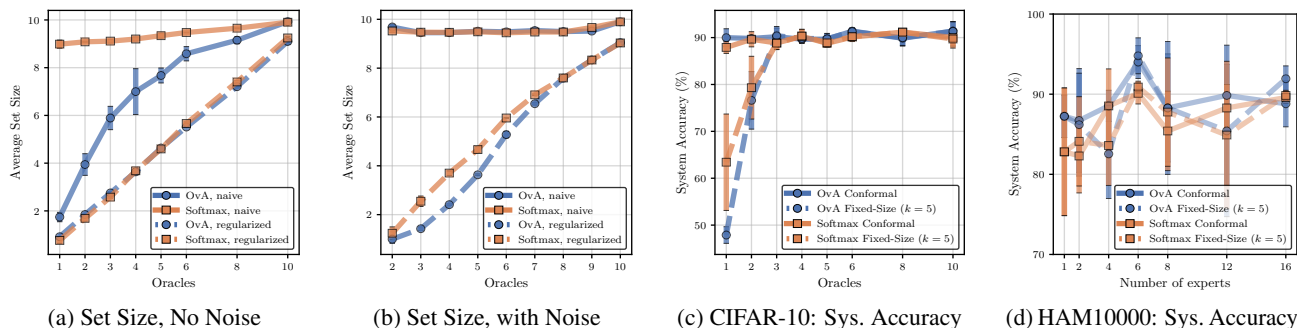 10
8
6
4
2
Average Set Size
OvA, naive
Softmax, naive
OvA, regularized
Softmax, regularized
1 2 3 4 5 6 8 10
Oracles
(a) Set Size, No Noise
10
8
6
4
2
Average Set Size
OvA, naive
Softmax, naive
OvA, regularized
Softmax, regularized
2 3 4 5 6 7 8 9 10
Oracles
(b) Set Size, with Noise
100
90
80
70
60
50
System Accuracy (%)
OvA Conformal
OvA Fixed-Size (k = 5)
Softmax Conformal
Softmax Fixed-Size (k = 5)
1 2 3 4 5 6 8 10
Oracles
(c) CIFAR-10: Sys. Accuracy
100
90
80
70
System Accuracy (%)
OvA Conformal
OvA Fixed-Size (k = 5)
Softmax Conformal
Softmax Fixed-Size (k = 5)
1 2 4 6 8 12 16
Number of experts
(d) HAM10000: Sys. Accuracy